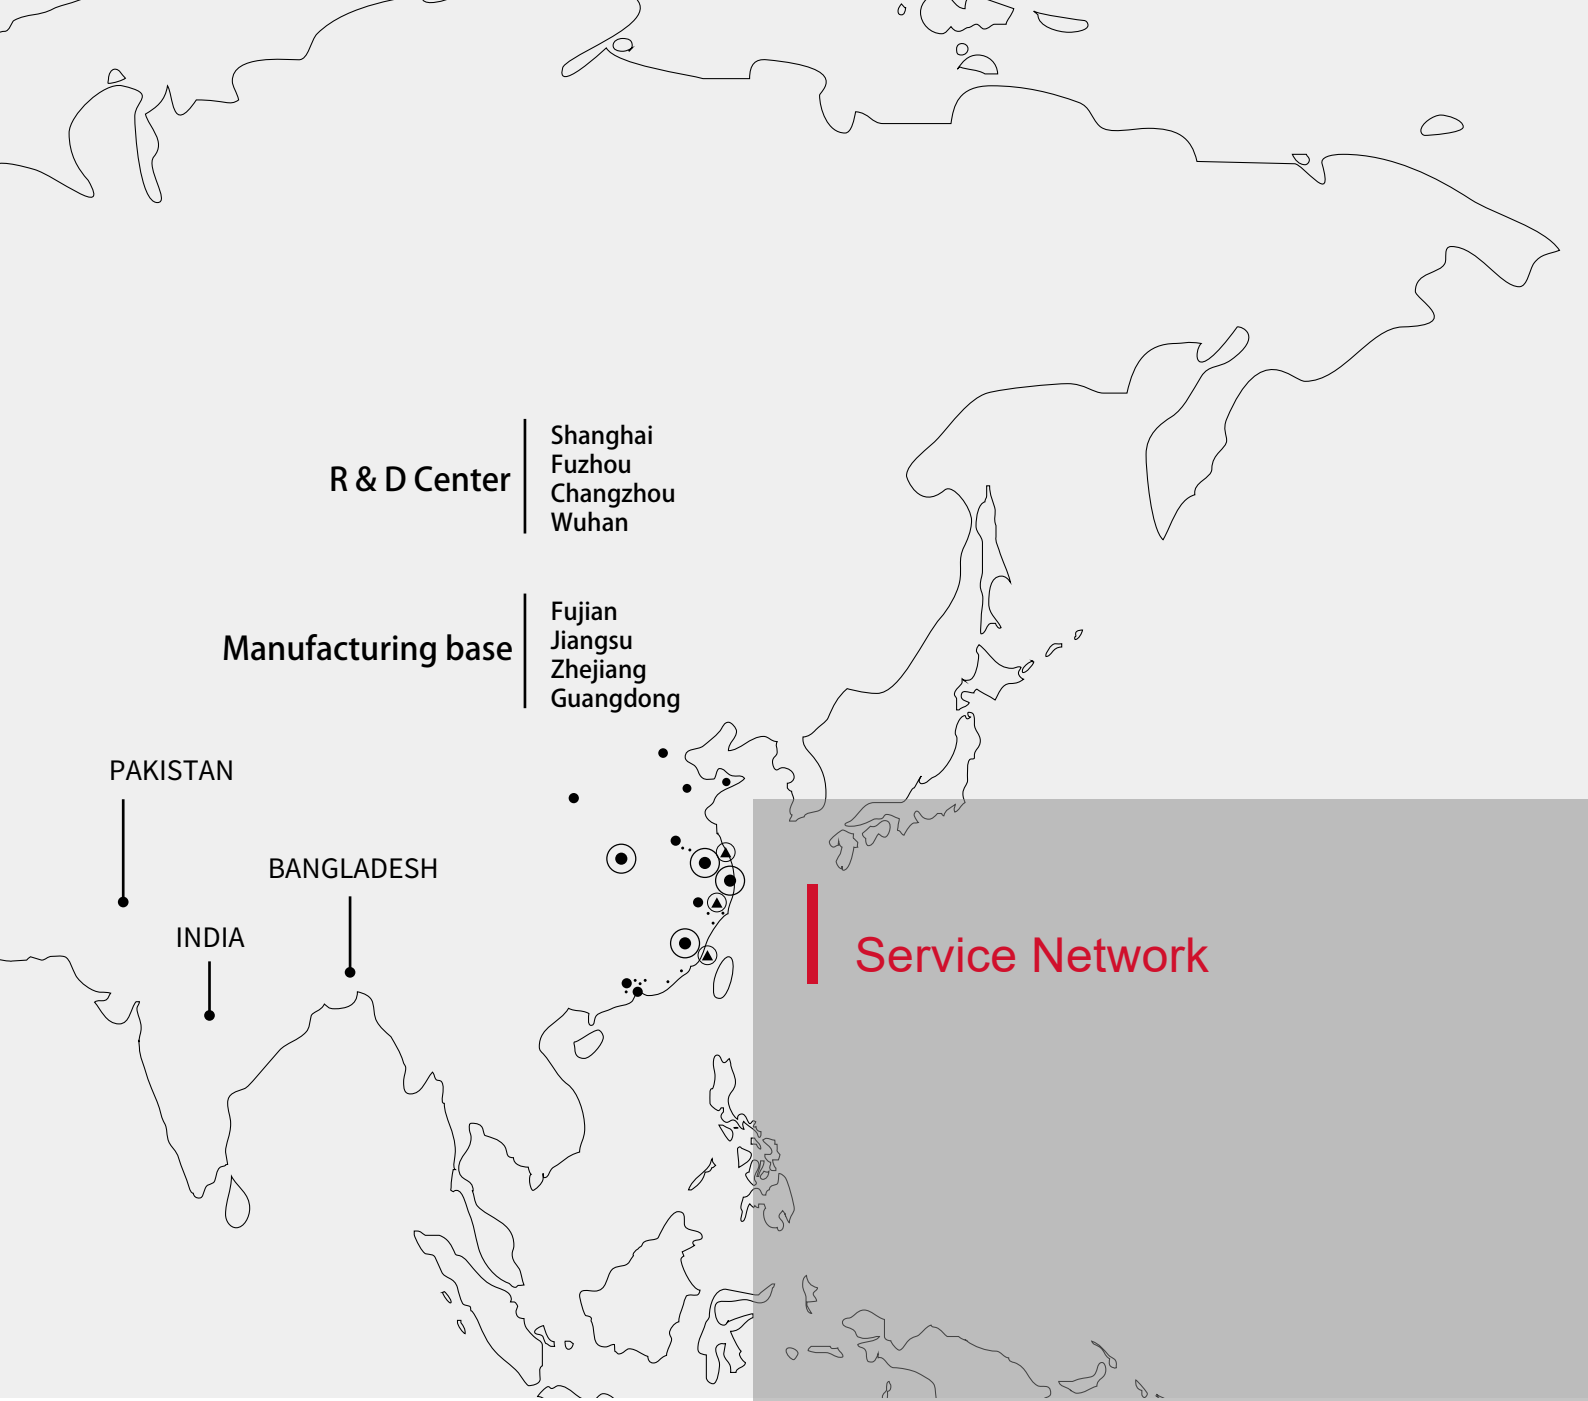 R & D Center
Shanghai
Fuzhou
Changzhou
Wuhan
Manufacturing base
Fujian
Jiangsu
Zhejiang
Guangdong
PAKISTAN
BANGLADESH
INDIA
Service Network